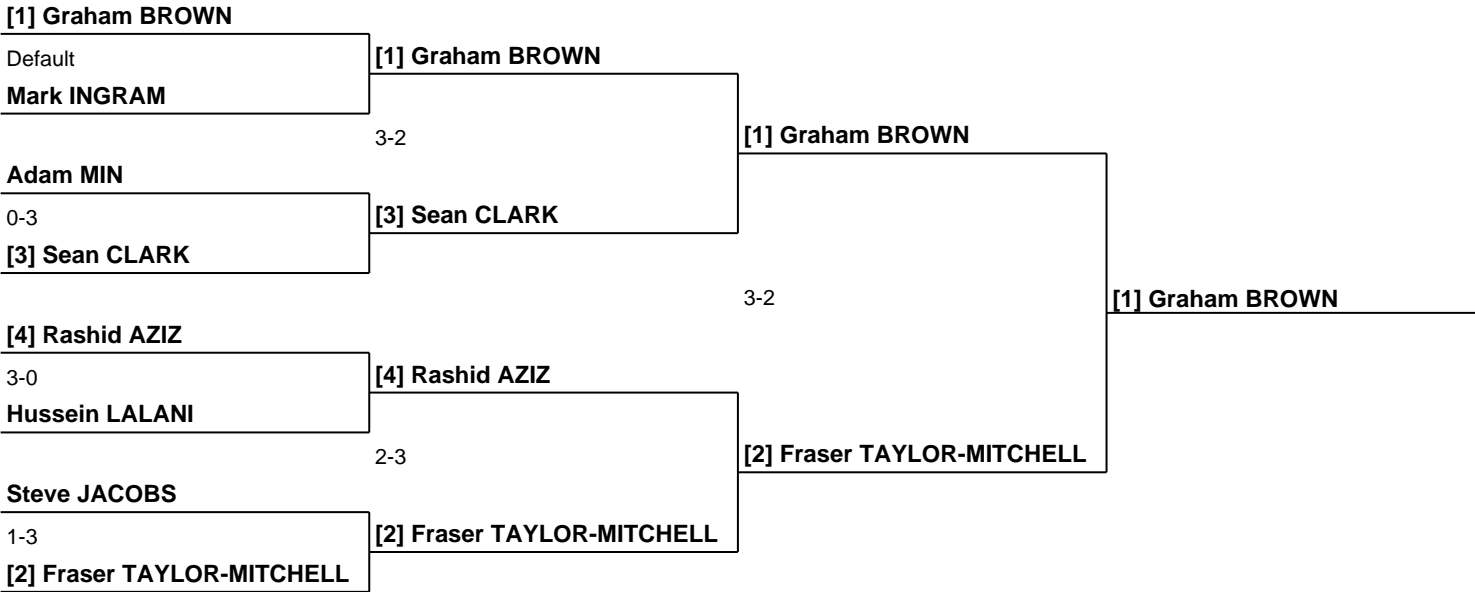 [1] Graham BROWN
Default
Mark INGRAM
Adam MIN
0-3
[3] Sean CLARK
[4] Rashid AZIZ
3-0
Hussein LALANI
Steve JACOBS
1-3
[2] Fraser TAYLOR-MITCHELL
[1] Graham BROWN
3-2
[3] Sean CLARK
[4] Rashid AZIZ
2-3
[2] Fraser TAYLOR-MITCHELL
[1] Graham BROWN
3-2
[2] Fraser TAYLOR-MITCHELL
[1] Graham BROWN